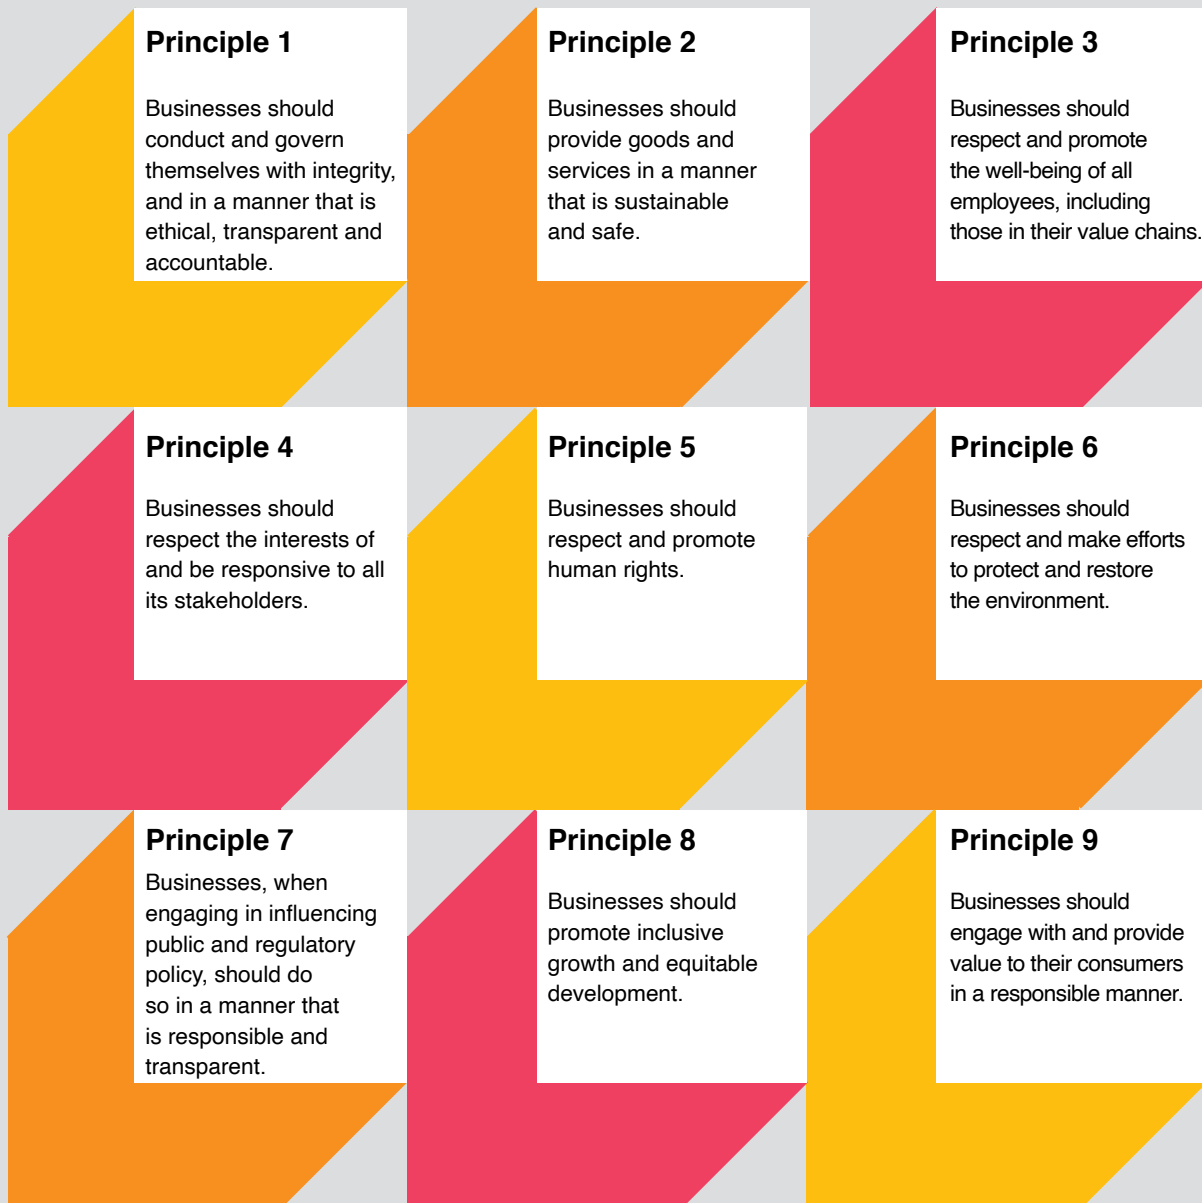 Principle 1
Businesses should
conduct and govern
themselves with integrity,
and in a manner that is
ethical, transparent and
accountable.
Principle 2
Businesses should
provide goods and
services in a manner
that is sustainable
and safe.
Principle 3
Businesses should
respect and promote
the well-being of all
employees, including
those in their value chains.
Principle 4
Businesses should
respect the interests of
and be responsive to all
its stakeholders.
Principle 5
Businesses should
respect and promote
human rights.
Principle 6
Businesses should
respect and make efforts
to protect and restore
the environment.
Principle 7
Businesses, when
engaging in influencing
public and regulatory
policy, should do
so in a manner that
is responsible and
transparent.
Principle 8
Businesses should
promote inclusive
growth and equitable
development.
Principle 9
Businesses should
engage with and provide
value to their consumers
in a responsible manner.